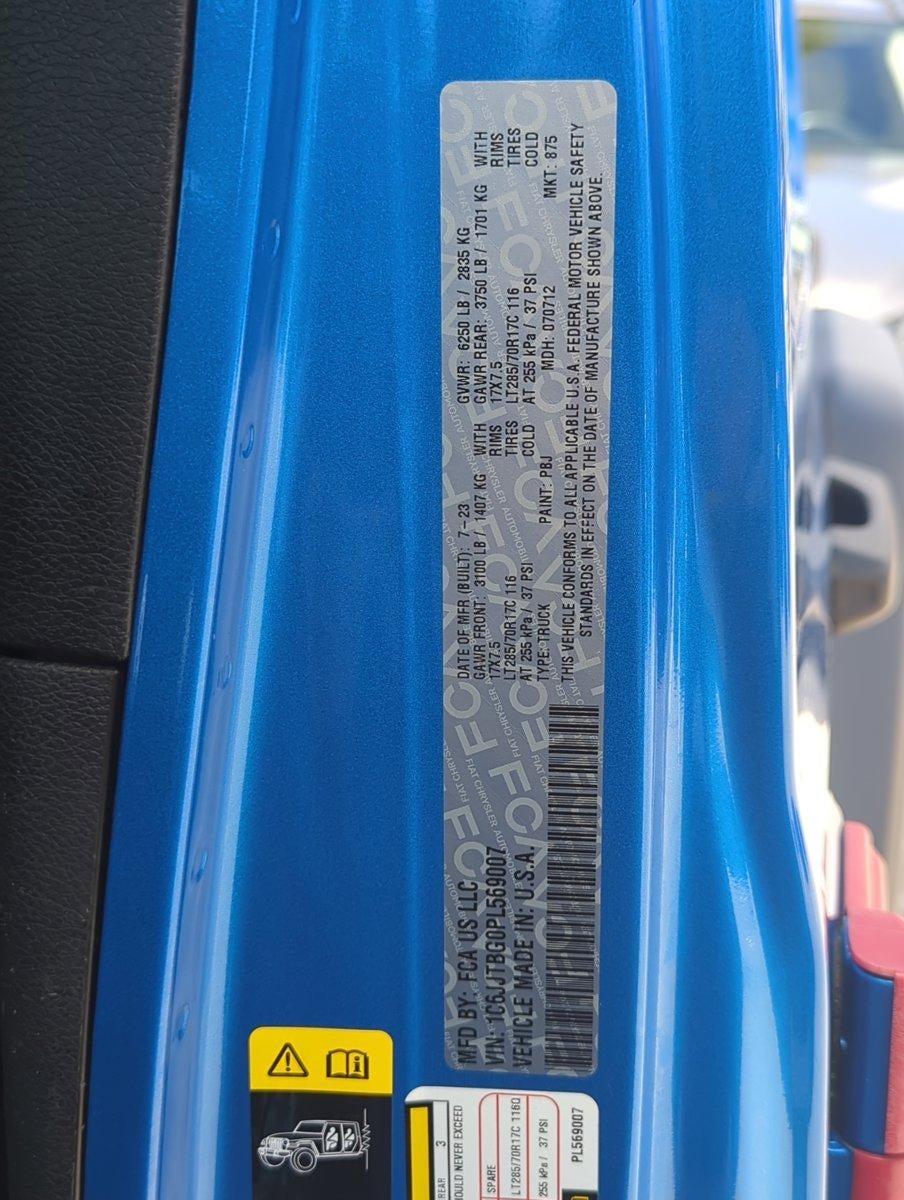 MFD BY: FCA US LLC
VIN: 1C6JJTBG0PL569007
VEHICLE MADE IN: U.S.A.
DATE OF MFR (BUILT): 7-23 GVWR: 6250 LB / 2835 KG
GAWR FRONT: 3100 LB / 1407 KG WITH GAWR REAR: 3750 LB / 1701 KG WITH
17X7.5 RIMS 17X7.5 RIMS
LT285/70R17C 116 TIRES LT285/70R17C 116 TIRES
AT 255 kPa / 37 PSI COLD AT 255 kPa / 37 PSI COLD
TYPE: TRUCK PAINT: PBJ MDH: 070712 MKT: 875
THIS VEHICLE CONFORMS TO ALL APPLICABLE U.S.A. FEDERAL MOTOR VEHICLE SAFETY
STANDARDS IN EFFECT ON THE DATE OF MANUFACTURE SHOWN ABOVE.
REAR 3
NEVER EXCEED
SPARE
LT285/70R17C 116Q
255 kPa / 37 PSI
PL569007